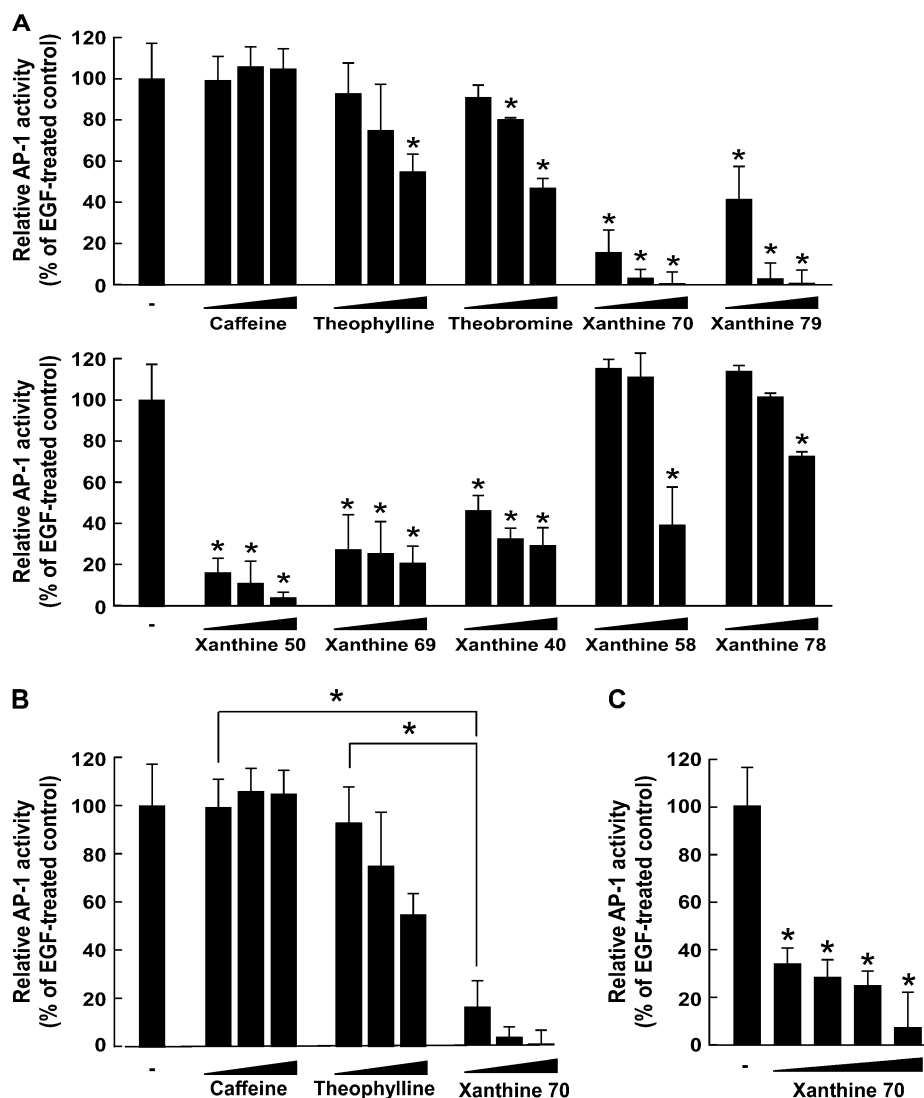 A
Relative AP-1 activity
(% of EGF-treated control)
120
100
80
60
40
20
0
* * * * * * * * *
-
Caffeine Theophylline Theobromine Xanthine 70 Xanthine 79
Relative AP-1 activity
(% of EGF-treated control)
120
100
80
60
40
20
0
* * * * * * * * * * *
-
Xanthine 50 Xanthine 69 Xanthine 40 Xanthine 58 Xanthine 78
B
Relative AP-1 activity
(% of EGF-treated control)
120
100
80
60
40
20
0
*
*
-
Caffeine Theophylline Xanthine 70
C
Relative AP-1 activity
(% of EGF-treated control)
120
100
80
60
40
20
0
* * * *
-
Xanthine 70